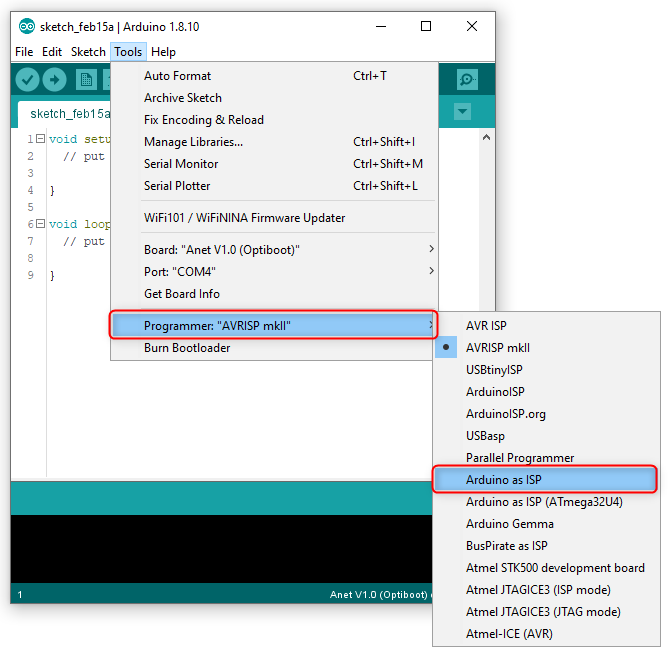 sketch_feb15a | Arduino 1.8.10
File Edit Sketch Tools Help
sketch_feb15a
1 void setu
2 // put
3
4 }
5
6 void loop
7 // put
8
9 }
Auto Format Ctrl+T
Archive Sketch
Fix Encoding & Reload
Manage Libraries... Ctrl+Shift+I
Serial Monitor Ctrl+Shift+M
Serial Plotter Ctrl+Shift+L
WiFi101 / WiFiNINA Firmware Updater
Board: "Anet V1.0 (Optiboot)"
Port: "COM4"
Get Board Info
Programmer: "AVRISP mkII"
Burn Bootloader
AVR ISP
AVRISP mkII
USBtinyISP
ArduinoISP
ArduinoISP.org
USBasp
Parallel Programmer
Arduino as ISP
Arduino as ISP (ATmega32U4)
Arduino Gemma
BusPirate as ISP
Atmel STK500 development board
Atmel JTAGICE3 (ISP mode)
Atmel JTAGICE3 (JTAG mode)
Atmel-ICE (AVR)
1 Anet V1.0 (Optiboot)